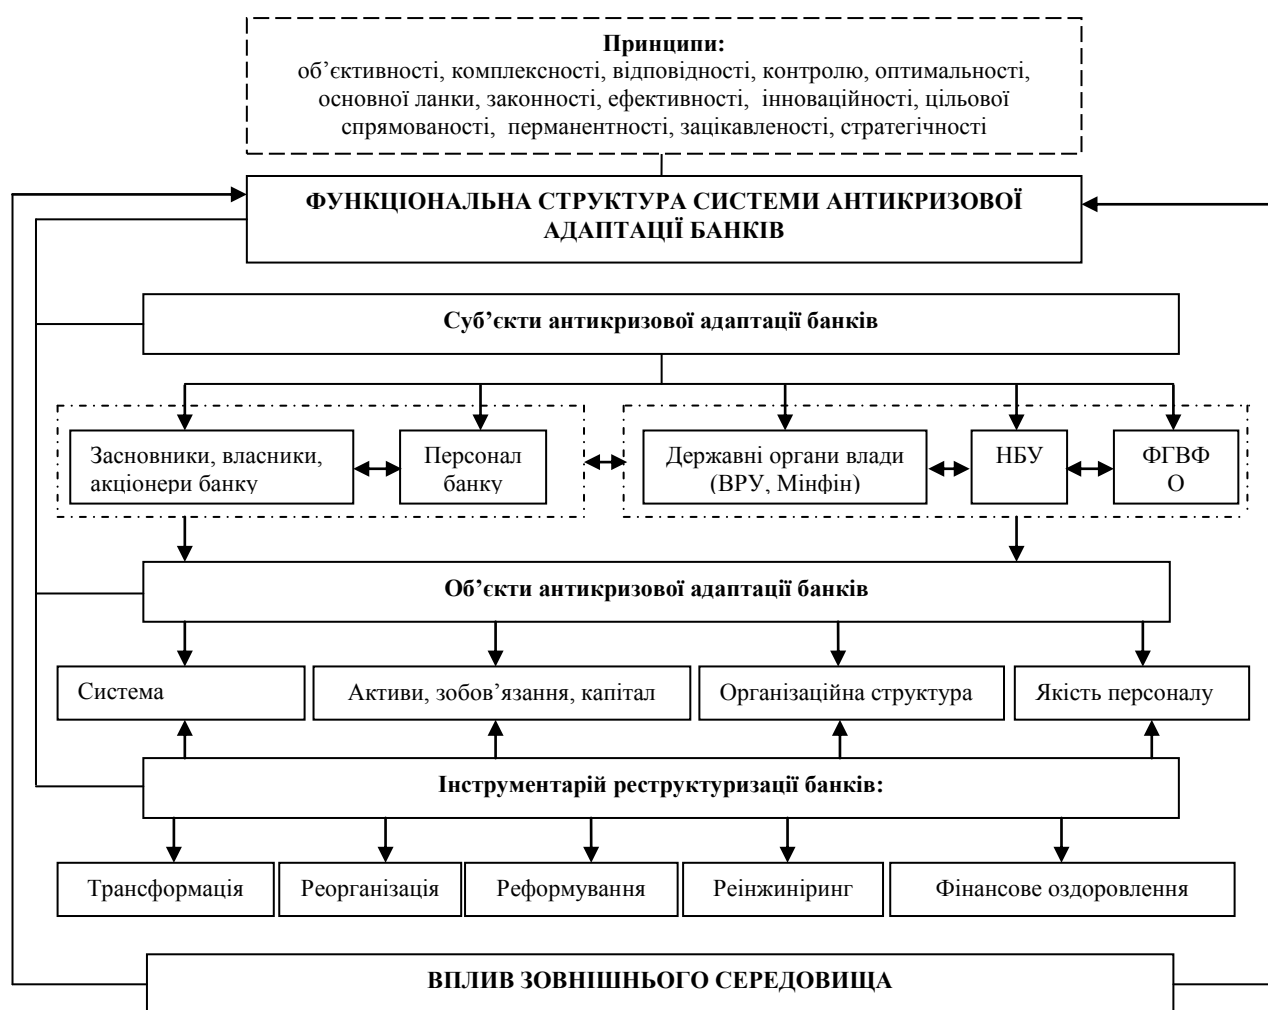 Принципи:
об’єктивності, комплексності, відповідності, контролю, оптимальності,
основної ланки, законності, ефективності, інноваційності, цільової
спрямованості, перманентності, зацікавленості, стратегічності
ФУНКЦІОНАЛЬНА СТРУКТУРА СИСТЕМИ АНТИКРИЗОВОЇ
АДАПТАЦІЇ БАНКІВ
Суб’єкти антикризової адаптації банків
Засновники, власники,
акціонери банку
Персонал
банку
Державні органи влади
(ВРУ, Мінфін)
НБУ
ФГВФ
О
Об’єкти антикризової адаптації банків
Система
Активи, зобов’язання, капітал
Організаційна структура
Якість персоналу
Інструментарій реструктуризації банків:
Трансформація
Реорганізація
Реформування
Реінжиніринг
Фінансове оздоровлення
ВПЛИВ ЗОВНІШНЬОГО СЕРЕДОВИЩА